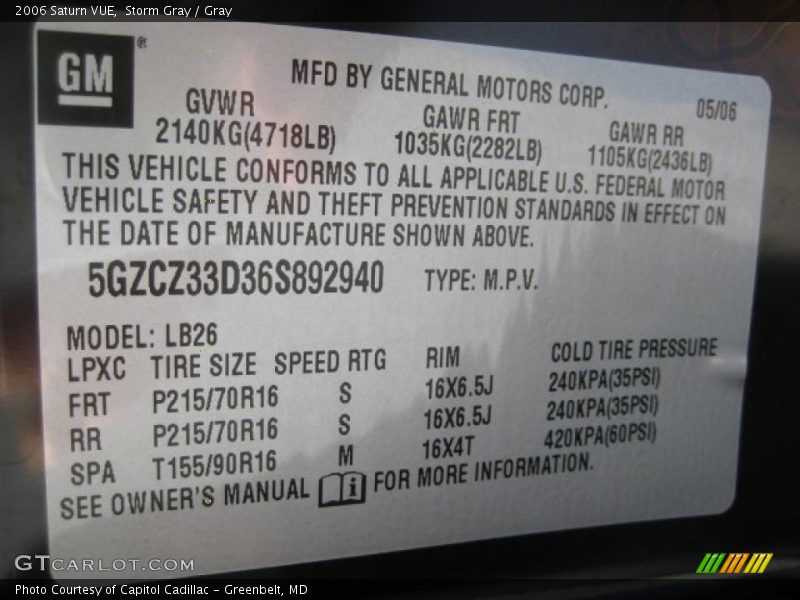 2006 Saturn VUE, Storm Gray / Gray
GM ®
MFD BY GENERAL MOTORS CORP.
05/06
GVWR GAWR FRT GAWR RR
2140KG(4718LB) 1035KG(2282LB) 1105KG(2436LB)
THIS VEHICLE CONFORMS TO ALL APPLICABLE U.S. FEDERAL MOTOR
VEHICLE SAFETY AND THEFT PREVENTION STANDARDS IN EFFECT ON
THE DATE OF MANUFACTURE SHOWN ABOVE.
5GZCZ33D36S892940 TYPE: M.P.V.
MODEL: LB26
LPXC TIRE SIZE SPEED RTG RIM COLD TIRE PRESSURE
FRT P215/70R16 S 16X6.5J 240KPA(35PSI)
RR P215/70R16 S 16X6.5J 240KPA(35PSI)
SPA T155/90R16 M 16X4T 420KPA(60PSI)
SEE OWNER'S MANUAL i FOR MORE INFORMATION.
GTCARLOT.COM
Photo Courtesy of Capitol Cadillac - Greenbelt, MD